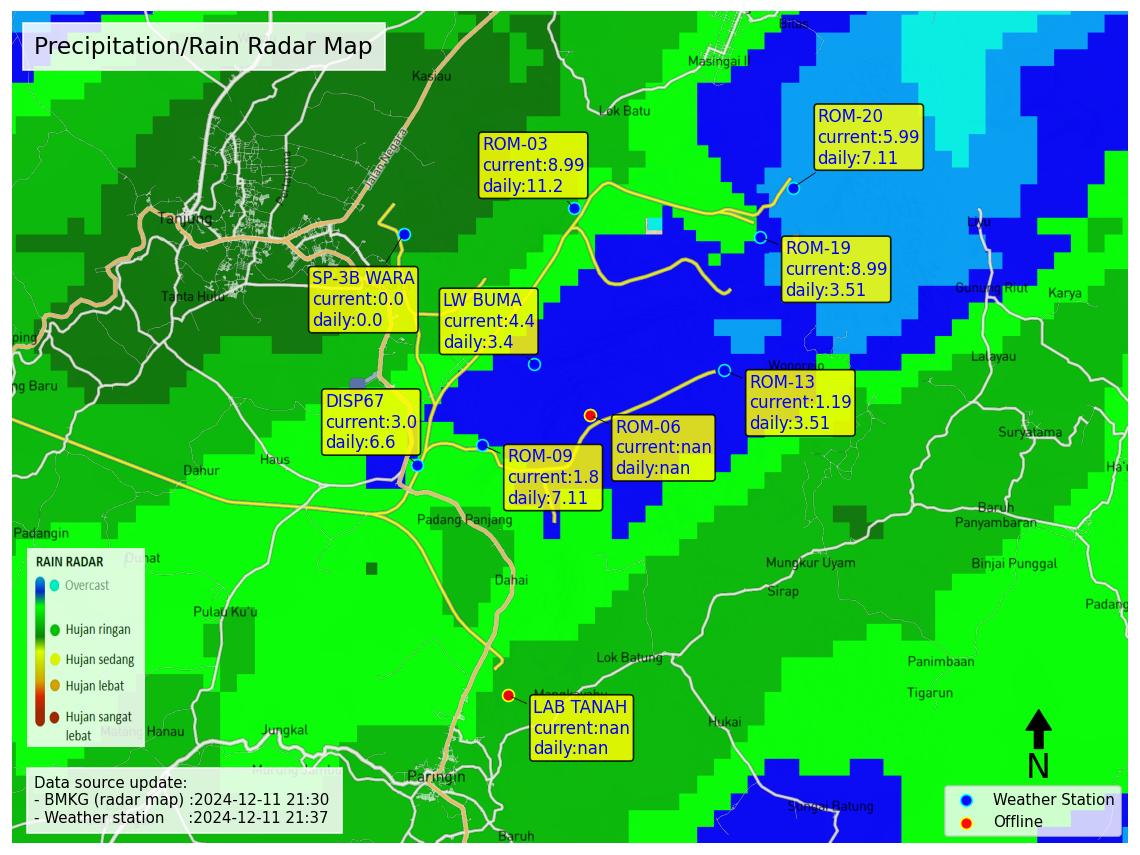 Precipitation/Rain Radar Map
Bilas
Masingai I
Kasiau
Lok Batu
Jalan Negara
ROM-20
current:5.99
daily:7.11
ROM-03
current:8.99
daily:11.2
Tanjung
Liyu
ROM-19
current:8.99
daily:3.51
SP-3B WARA
current:0.0
daily:0.0
Tanta Hulu
LW BUMA
current:4.4
daily:3.4
Gunung Riut
Karya
ping
Lalayau
Wonorejo
ng Baru
ROM-13
current:1.19
daily:3.51
DISP67
current:3.0
daily:6.6
ROM-06
current:nan
daily:nan
Suryatama
Haus
Dahur
ROM-09
current:1.8
daily:7.11
Ha'u
Baruh
Panyambaran
Padang Panjang
Padangin
Mungkur Uyam
Binjai Punggal
RAIN RADAR
Overcast
Hujan ringan
Hujan sedang
Hujan lebat
Hujan sangat
lebat
Dahai
Sirap
Padang
Pulau Ku'u
Lok Batung
Panimbaan
Tigarun
LAB TANAH
current:nan
daily:nan
Hukai
Jungkal
Paringin
Sungai Batung
Baruh
N
Data source update:
- BMKG (radar map) :2024-12-11 21:30
- Weather station :2024-12-11 21:37
Weather Station
Offline